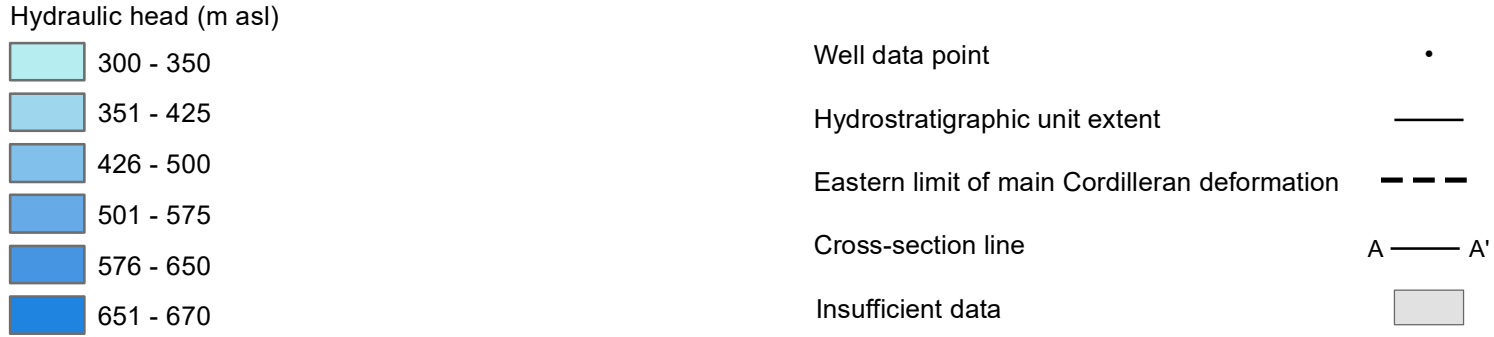 Hydraulic head (m asl)
300 - 350
351 - 425
426 - 500
501 - 575
576 - 650
651 - 670
Well data point
Hydrostratigraphic unit extent
Eastern limit of main Cordilleran deformation
Cross-section line A A'
Insufficient data